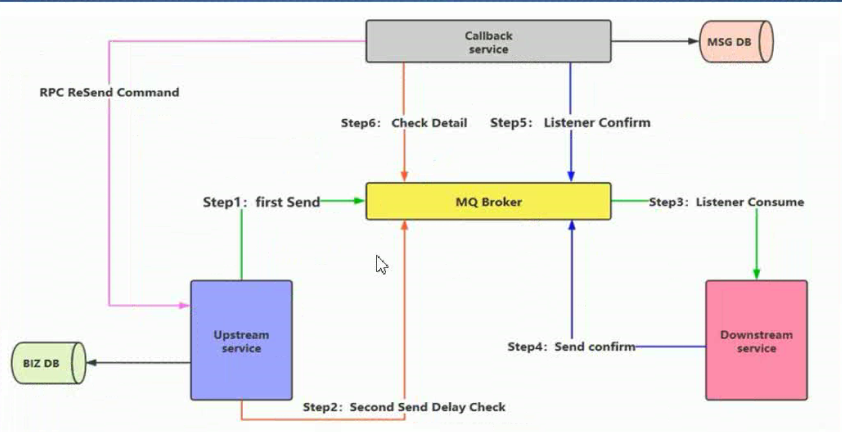 Callback
service
MSG DB
RPC ReSend Command
Step6: Check Detail
Step5: Listener Confirm
Step1: first Send
MQ Broker
Step3: Listener Consume
Upstream
service
Downstream
service
Step4: Send confirm
BIZ DB
Step2: Second Send Delay Check